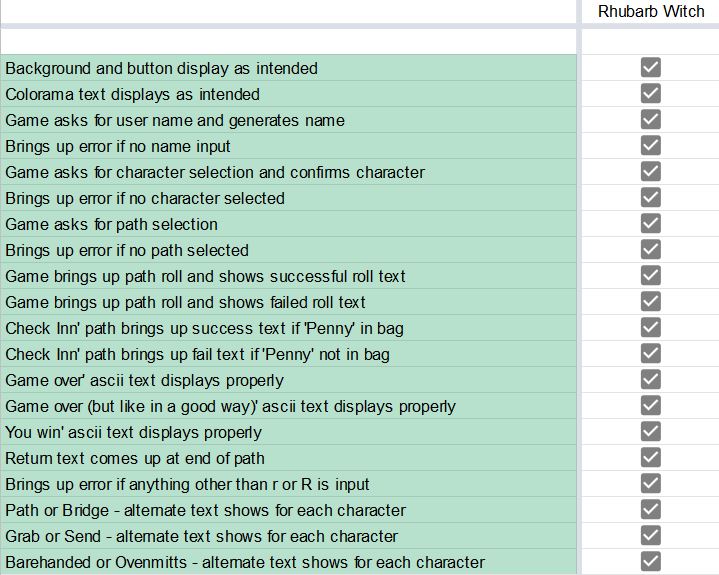 Rhubarb Witch
Background and button display as intended
Colorama text displays as intended
Game asks for user name and generates name
Brings up error if no name input
Game asks for character selection and confirms character
Brings up error if no character selected
Game asks for path selection
Brings up error if no path selected
Game brings up path roll and shows successful roll text
Game brings up path roll and shows failed roll text
Check Inn' path brings up success text if 'Penny' in bag
Check Inn' path brings up fail text if 'Penny' not in bag
Game over' ascii text displays properly
Game over (but like in a good way)' ascii text displays properly
You win' ascii text displays properly
Return text comes up at end of path
Brings up error if anything other than r or R is input
Path or Bridge - alternate text shows for each character
Grab or Send - alternate text shows for each character
Barehanded or Ovenmitts - alternate text shows for each character